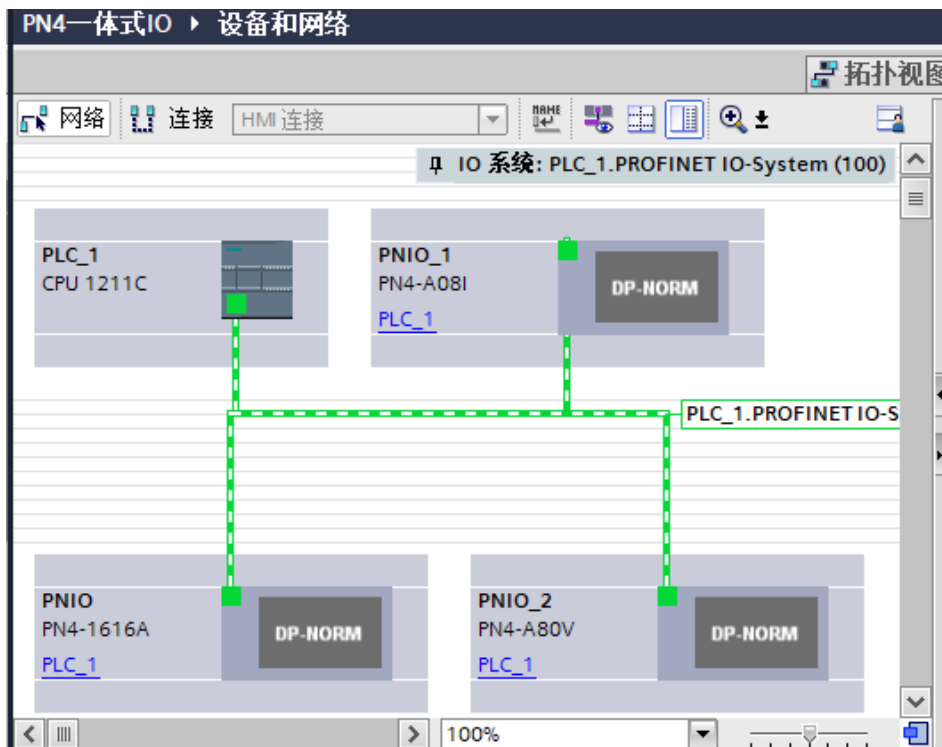 PN4一体式IO ▸ 设备和网络
拓扑视图
网络 连接 HMI 连接
IO 系统: PLC_1.PROFINET IO-System (100)
PLC_1
CPU 1211C
PNIO_1
PN4-A08I
PLC_1
DP-NORM
PLC_1.PROFINET IO-S
PNIO
PN4-1616A
PLC_1
DP-NORM
PNIO_2
PN4-A80V
PLC_1
DP-NORM
100%